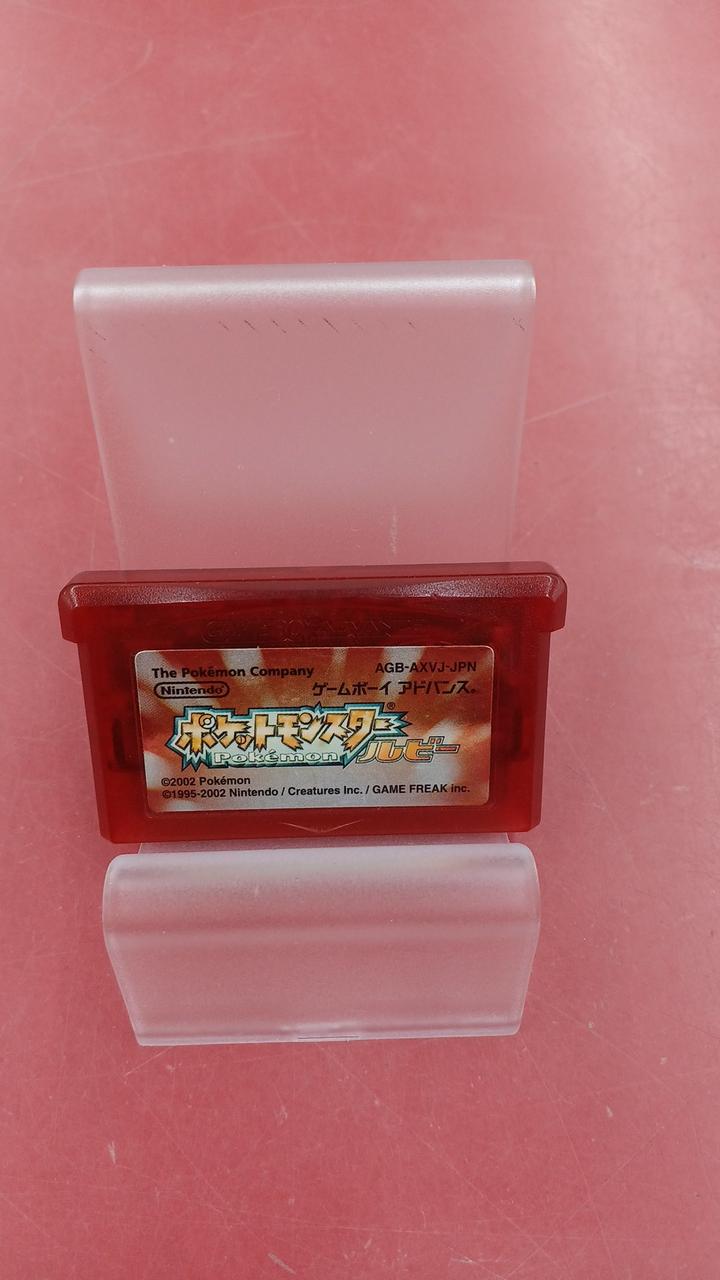 The Pokémon Company
AGB-AXVJ-JPN
Nintendo
ゲームボーイ アドバンス®
ポケットモンスター®
Pokémon ルビー
©2002 Pokémon
©1995-2002 Nintendo / Creatures Inc. / GAME FREAK inc.